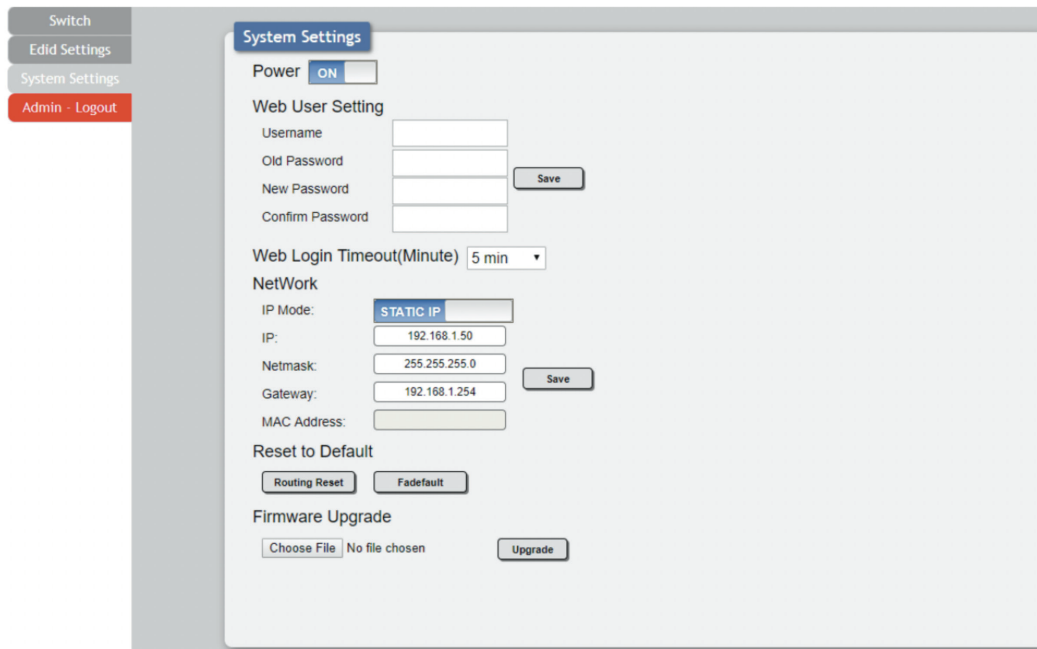 Switch
Edid Settings
System Settings
Admin - Logout
System Settings
Power ON
Web User Setting
Username
Old Password
Save
New Password
Confirm Password
Web Login Timeout(Minute) 5 min
NetWork
IP Mode: STATIC IP
IP: 192.168.1.50
Netmask: 255.255.255.0
Save
Gateway: 192.168.1.254
MAC Address:
Reset to Default
Routing Reset Fadefault
Firmware Upgrade
Choose File No file chosen Upgrade